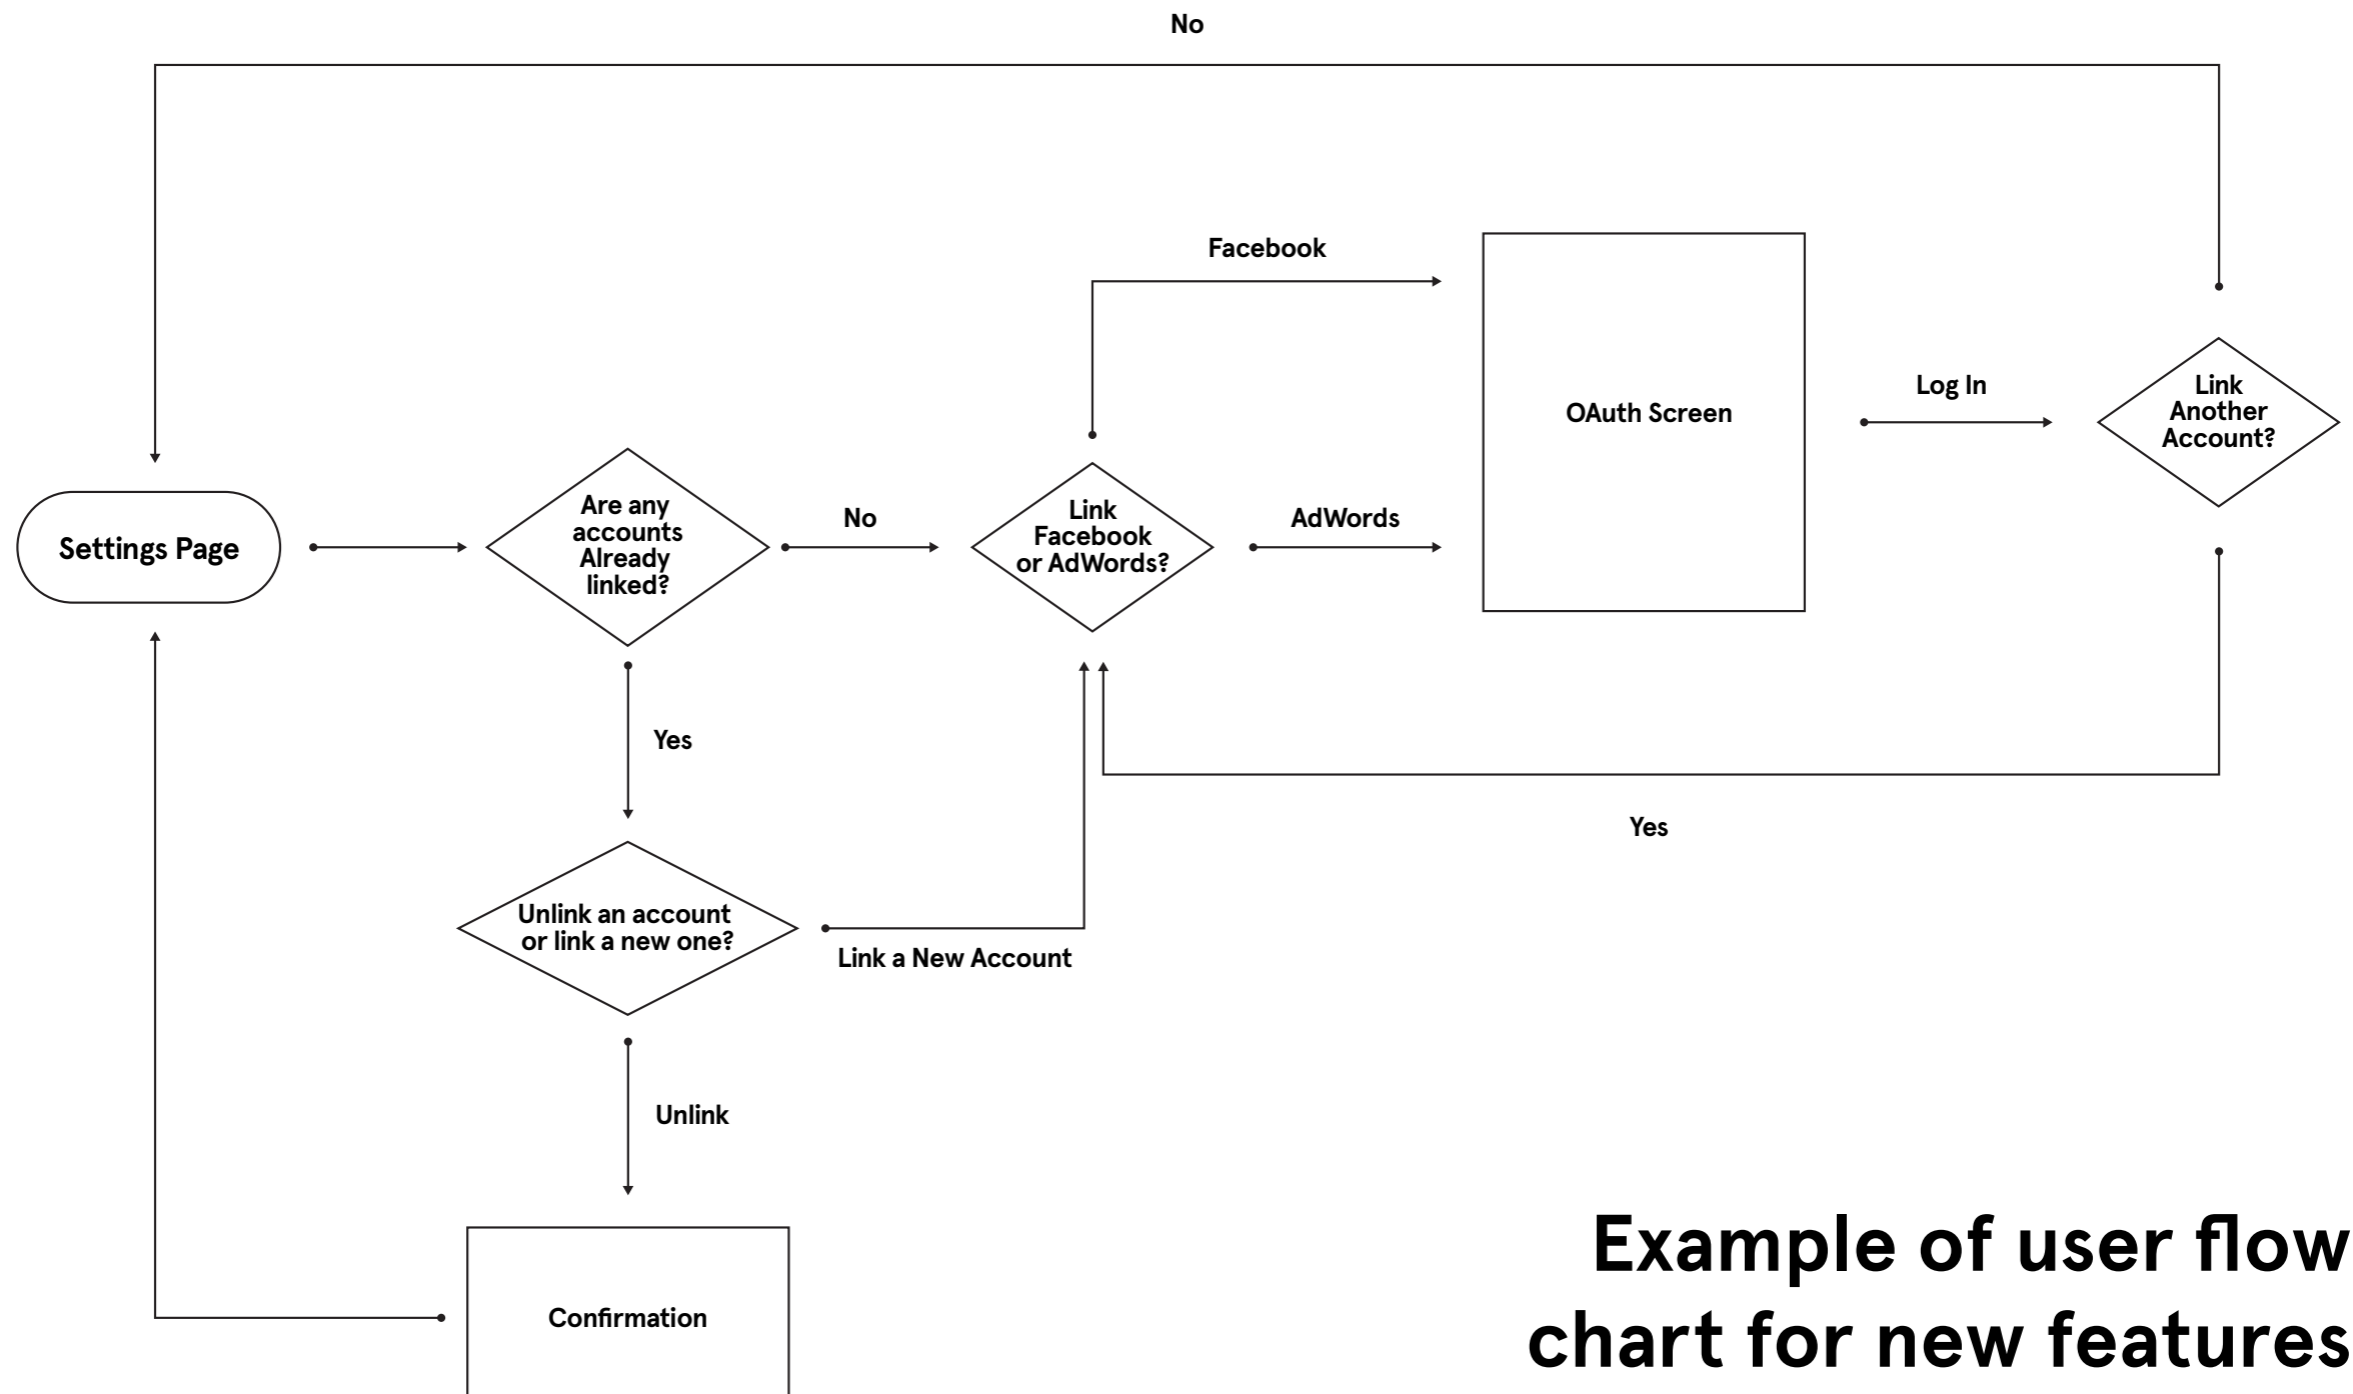 No
Facebook
OAuth Screen
Log In
Link
Another
Account?
Settings Page
Are any
accounts
Already
linked?
No
Link
Facebook
or AdWords?
AdWords
Yes
Yes
Unlink an account
or link a new one?
Link a New Account
Unlink
Confirmation
Example of user flow
chart for new features